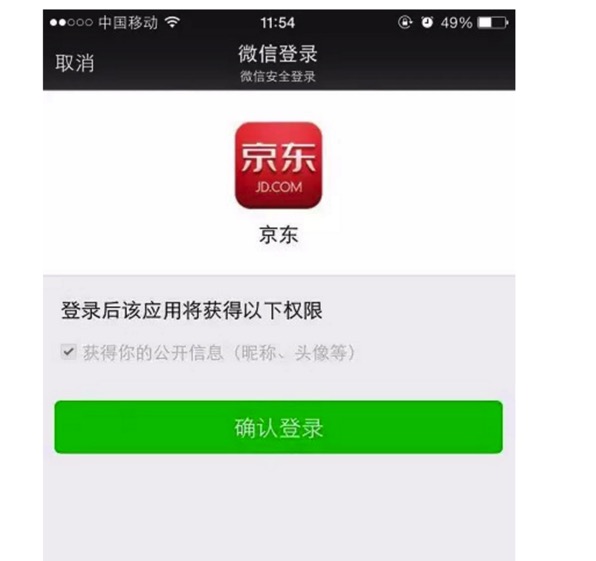 中国移动 11:54 49%
取消 微信登录
微信安全登录
京东
JD.COM
京东
登录后该应用将获得以下权限
获得你的公开信息（昵称、头像等）
确认登录